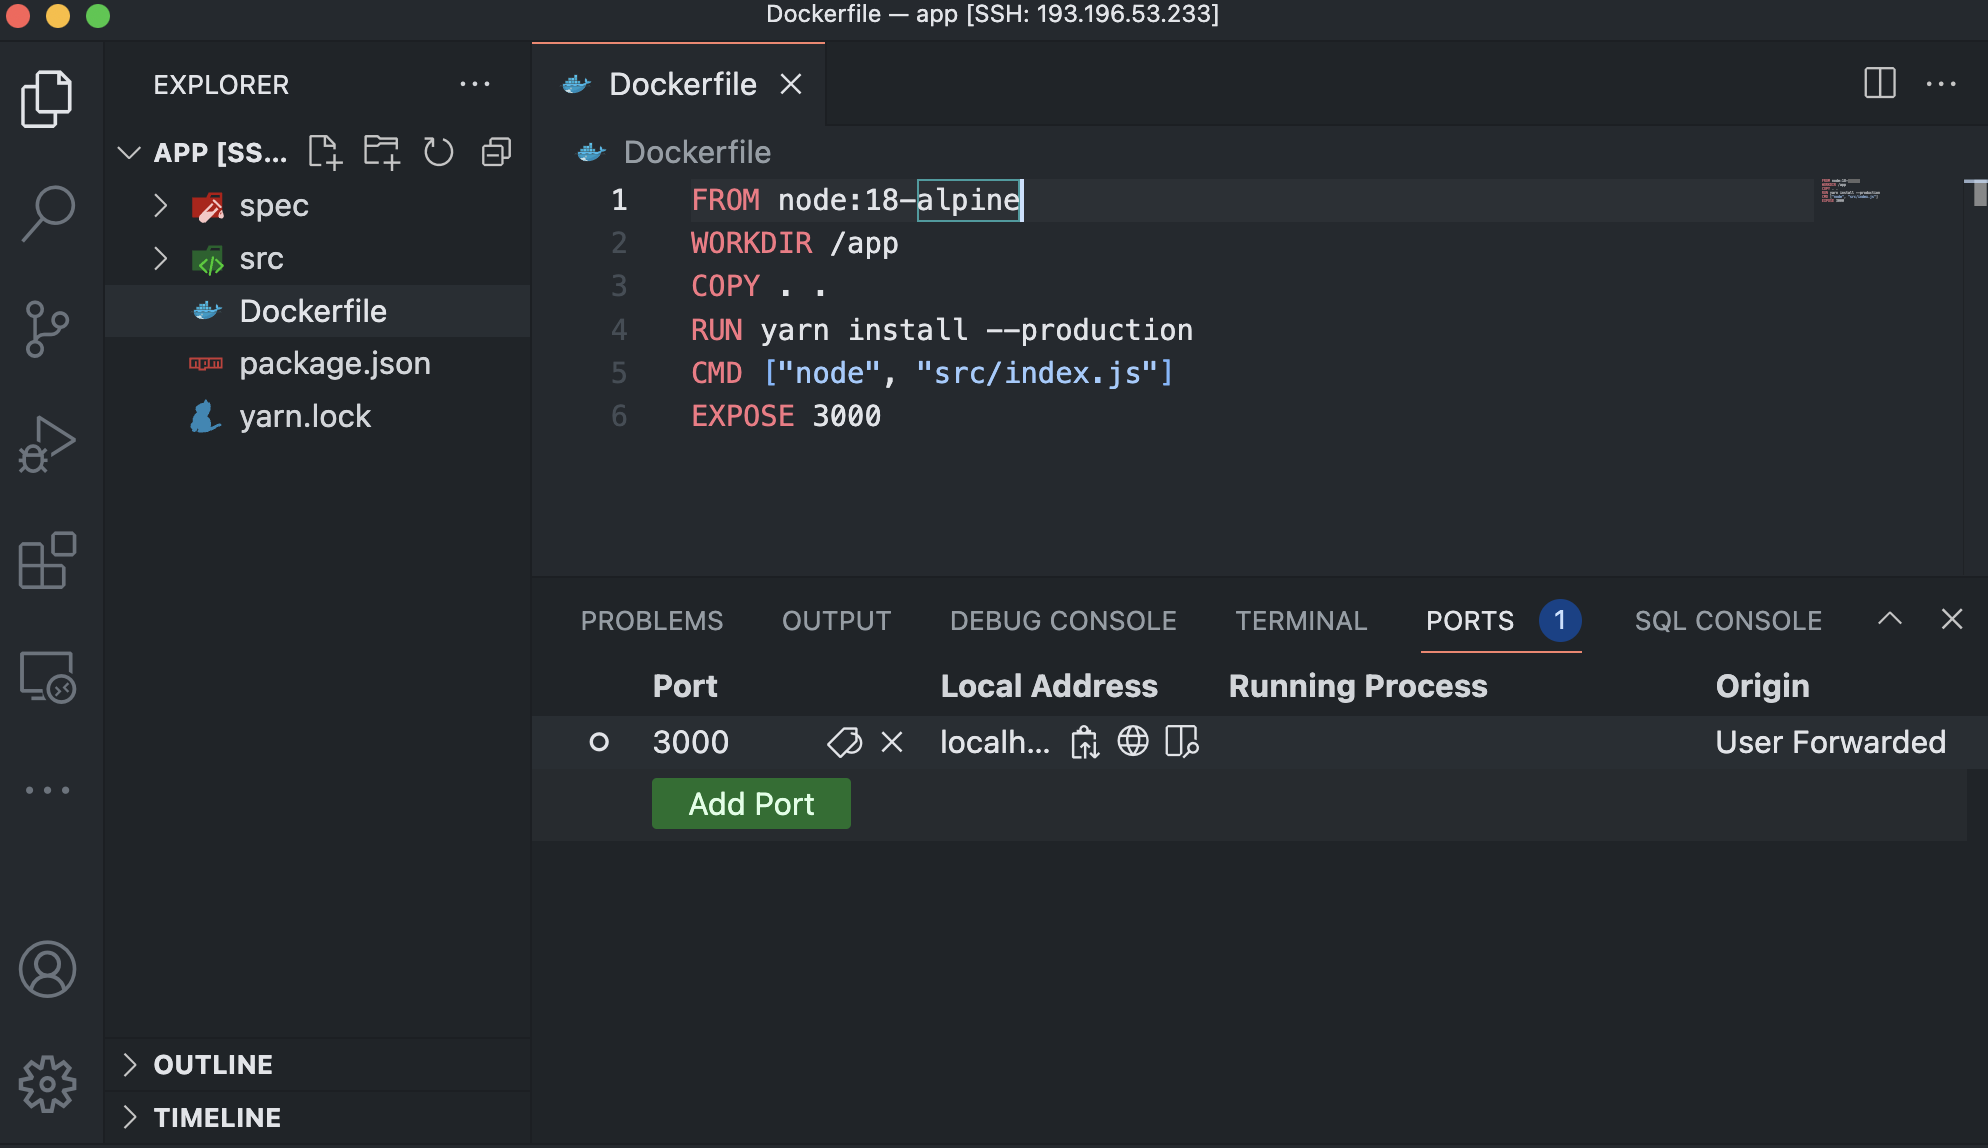 Dockerfile — app [SSH: 193.196.53.233]
EXPLORER
APP [SS...
spec
src
Dockerfile
package.json
yarn.lock
OUTLINE
TIMELINE
Dockerfile
Dockerfile
1 FROM node:18-alpine
2 WORKDIR /app
3 COPY . .
4 RUN yarn install --production
5 CMD ["node", "src/index.js"]
6 EXPOSE 3000
PROBLEMS OUTPUT DEBUG CONSOLE TERMINAL PORTS 1 SQL CONSOLE
Port Local Address Running Process Origin
3000 localh... User Forwarded
Add Port